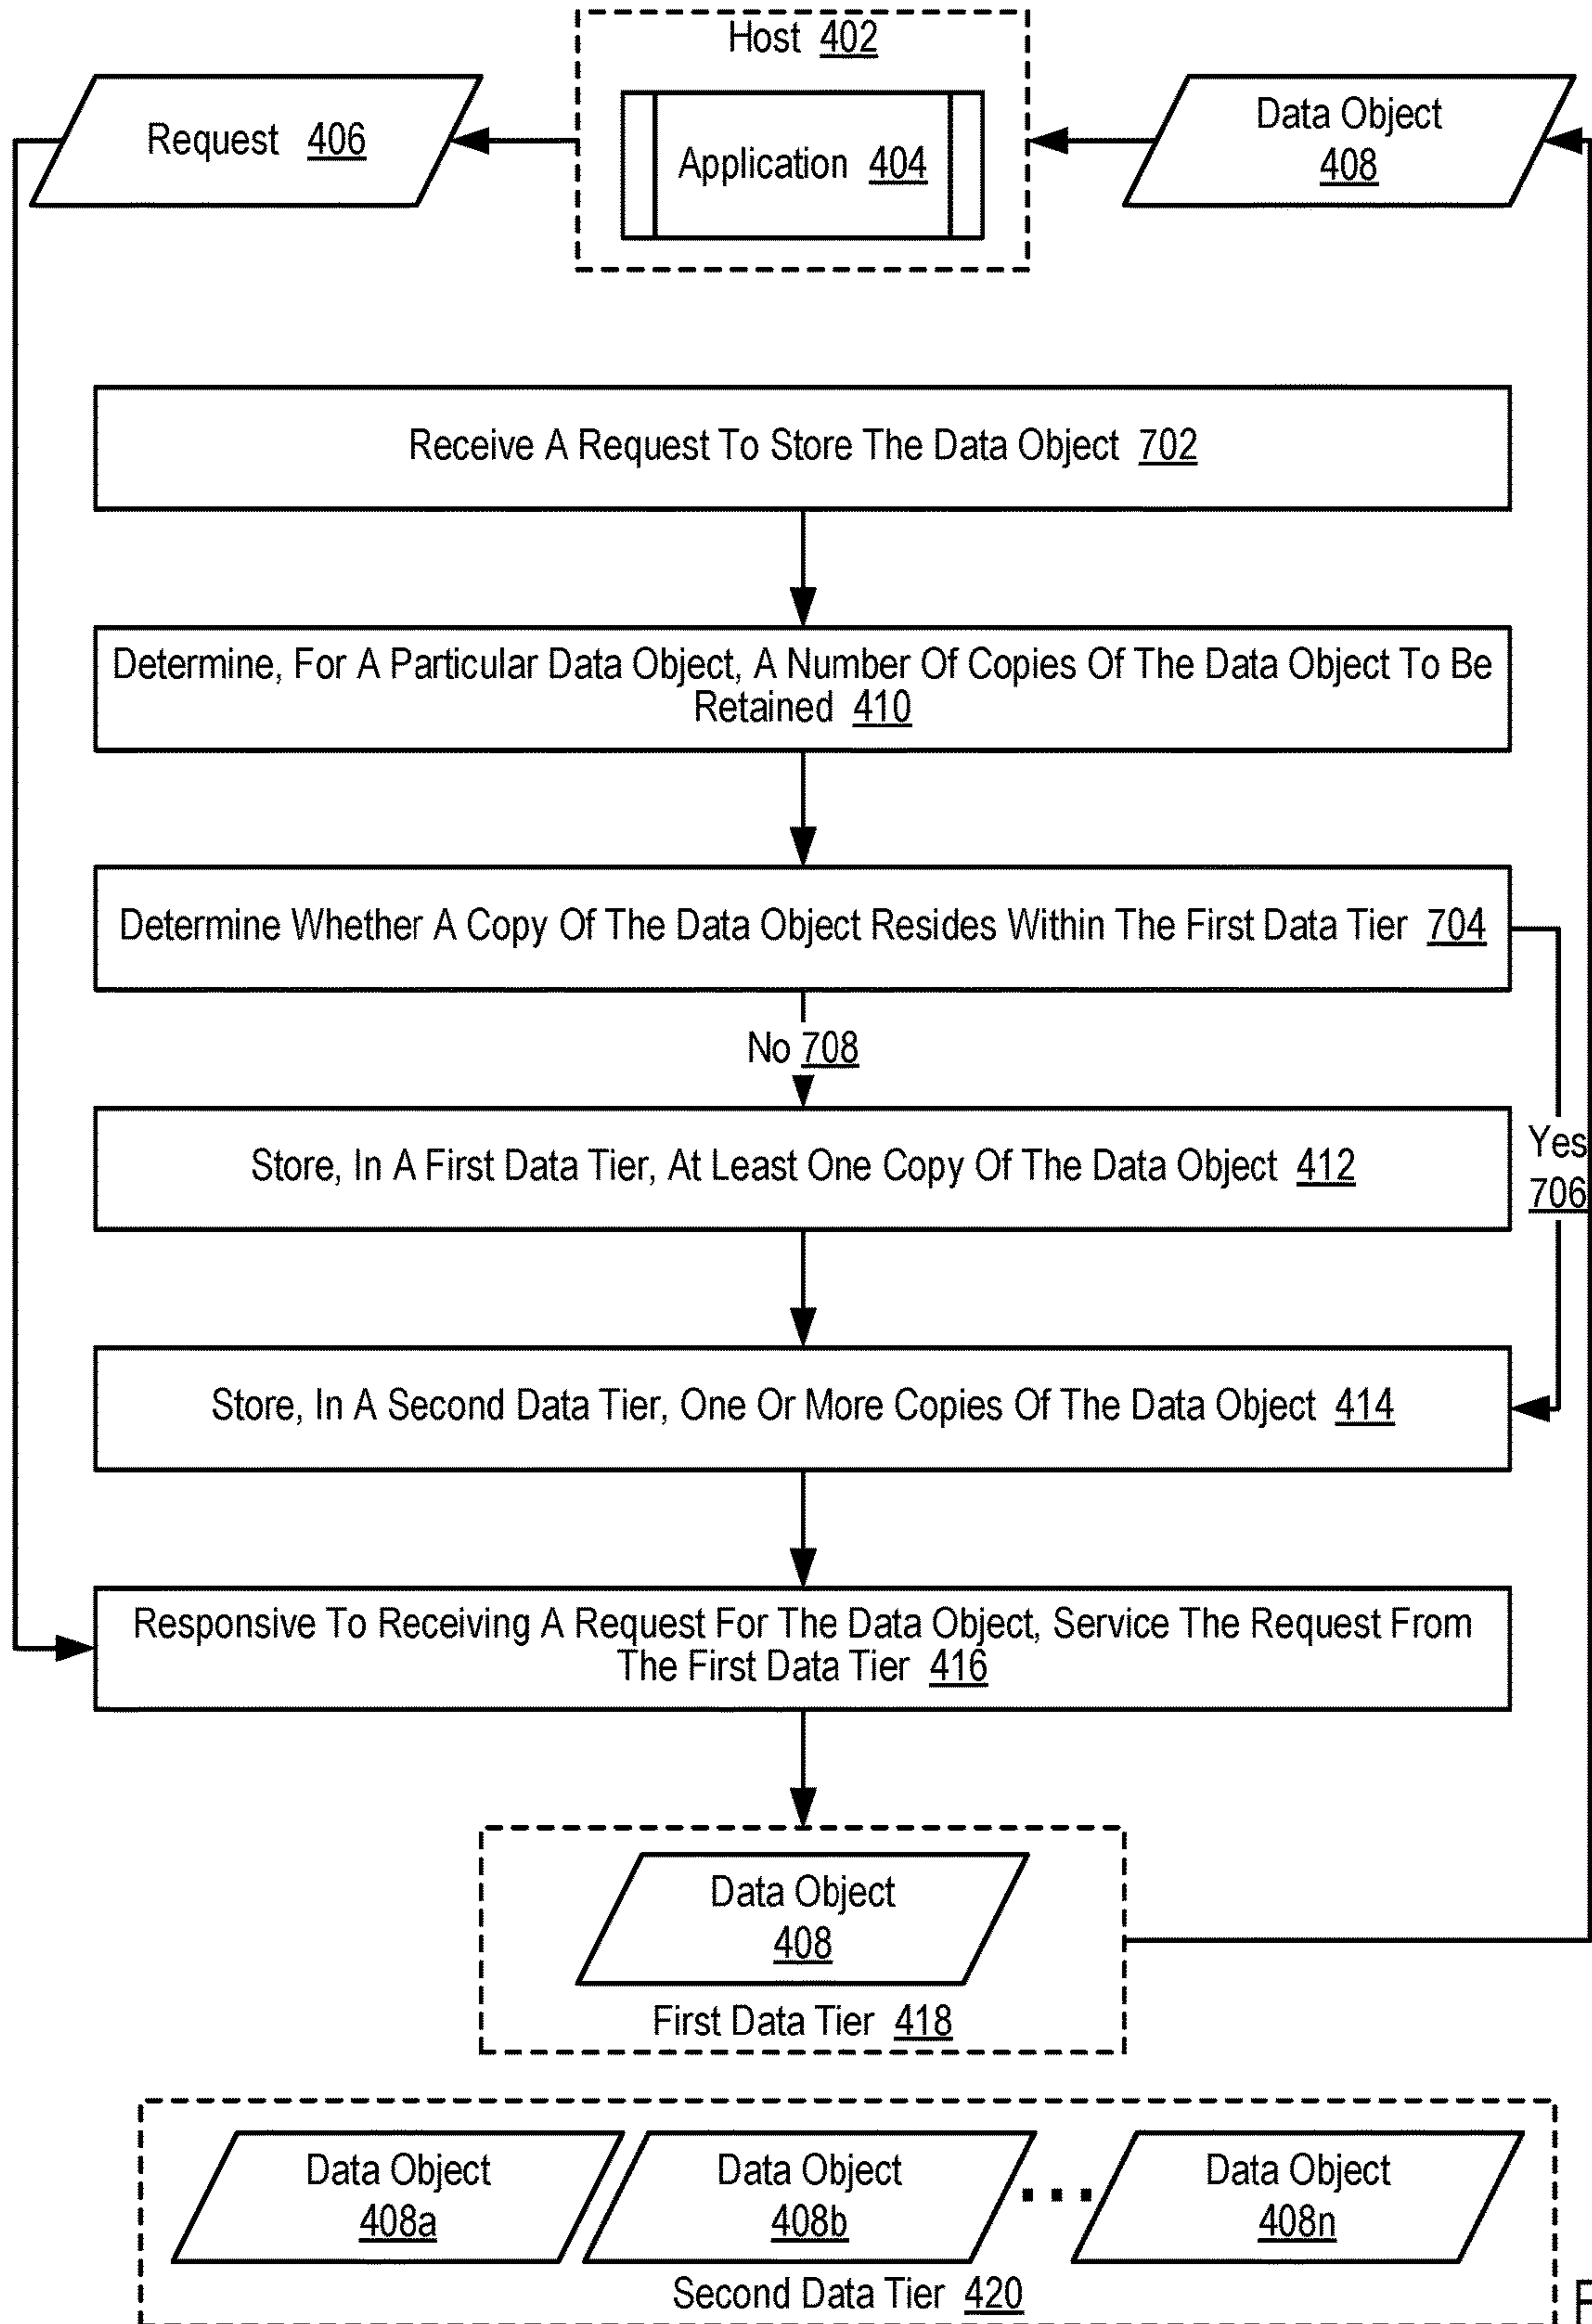 Host 402
Request 406
Application 404
Data Object
408
Receive A Request To Store The Data Object 702
Determine, For A Particular Data Object, A Number Of Copies Of The Data Object To Be
Retained 410
Determine Whether A Copy Of The Data Object Resides Within The First Data Tier 704
No 708
Store, In A First Data Tier, At Least One Copy Of The Data Object 412
Yes
706
Store, In A Second Data Tier, One Or More Copies Of The Data Object 414
Responsive To Receiving A Request For The Data Object, Service The Request From
The First Data Tier 416
Data Object
408
First Data Tier 418
Data Object
408a
Data Object
408b
...
Data Object
408n
Second Data Tier 420